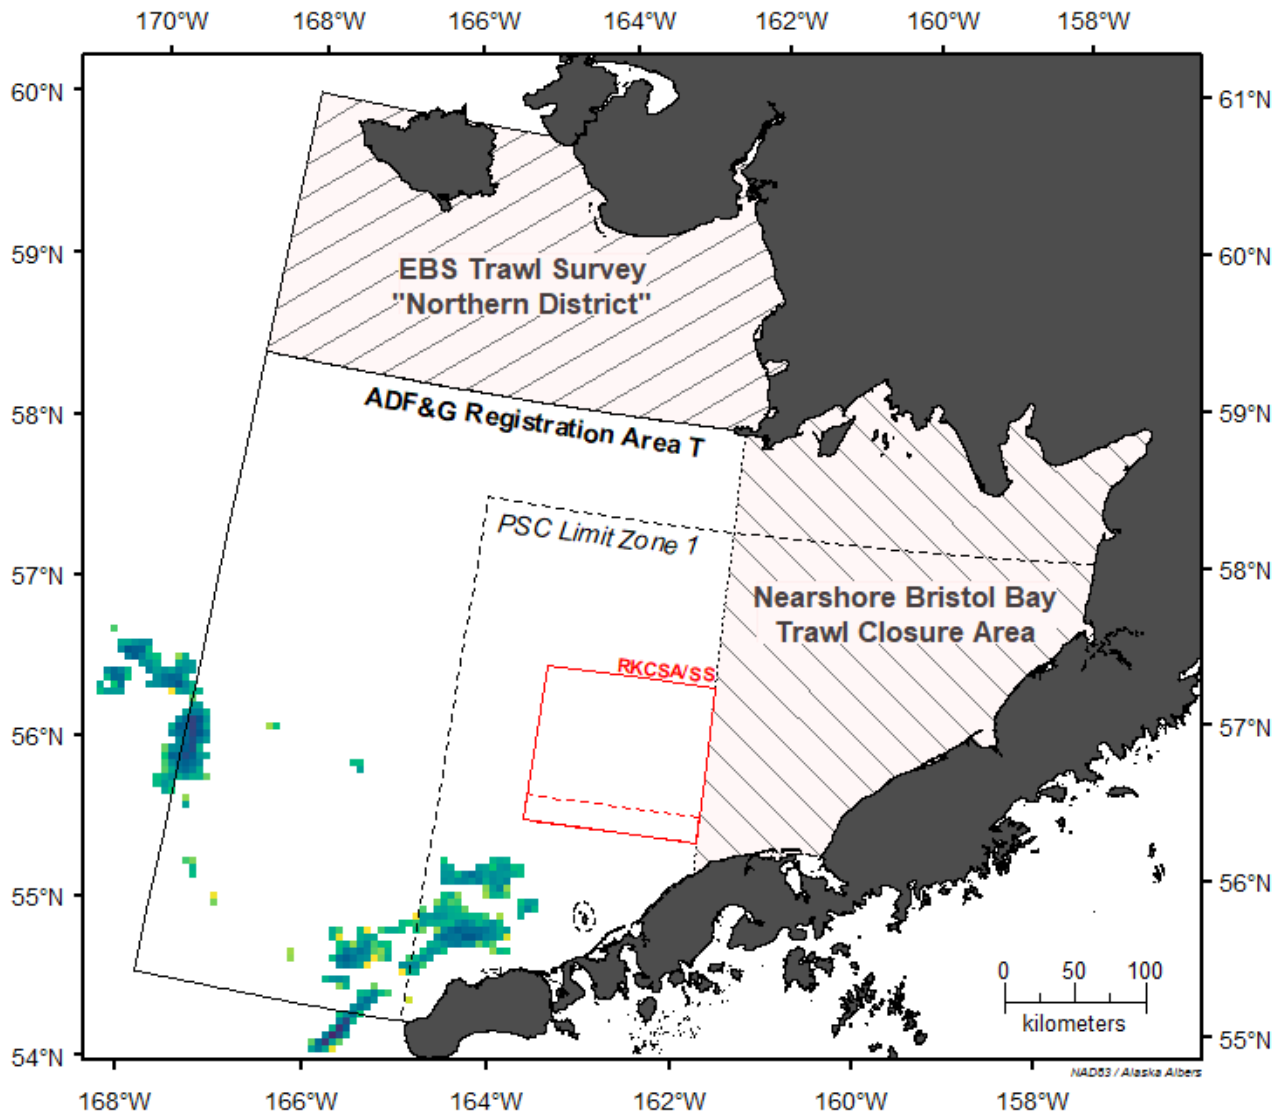 170°W 168°W 166°W 164°W 162°W 160°W 158°W
60°N
61°N
59°N
60°N
EBS Trawl Survey
"Northern District"
58°N
59°N
ADF&G Registration Area T
PSC Limit Zone 1
57°N
58°N
Nearshore Bristol Bay
Trawl Closure Area
RKCSA/SS
56°N
57°N
55°N
56°N
0 50 100
kilometers
54°N
55°N
NAD83 / Alaska Albers
168°W 166°W 164°W 162°W 160°W 158°W